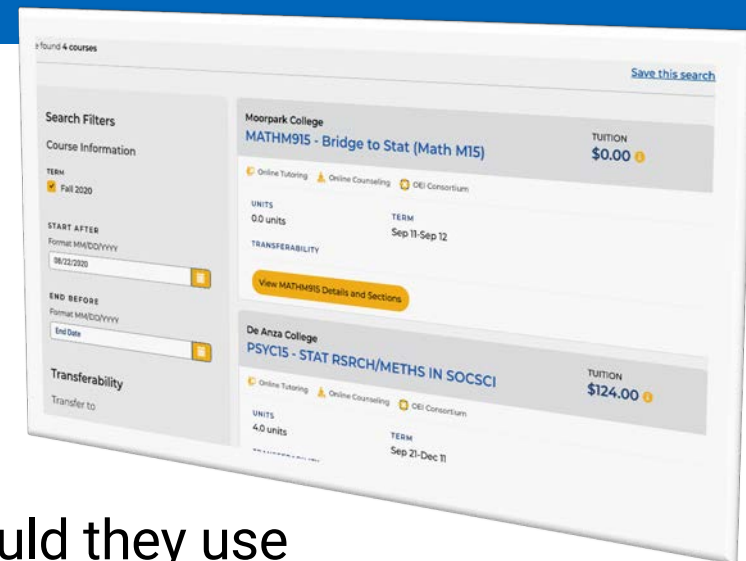 e found 4 courses
Save this search
Search Filters
Course Information
TERM
Fall 2020
START AFTER
Format MM/DD/YYYY
08/22/2020
END BEFORE
Format MM/DD/YYYY
End Date
Transferability
Transfer to
Moorpark College
MATHM915 - Bridge to Stat (Math M15)
TUITION
$0.00
Online Tutoring Online Counseling OEI Consortium
UNITS
0.0 units
TERM
Sep 11-Sep 12
TRANSFERABILITY
View MATHM915 Details and Sections
De Anza College
PSYC15 - STAT RSRCH/METHS IN SOCSCI
TUITION
$124.00
Online Tutoring Online Counseling OEI Consortium
UNITS
4.0 units
TERM
Sep 21-Dec 11
uld they use